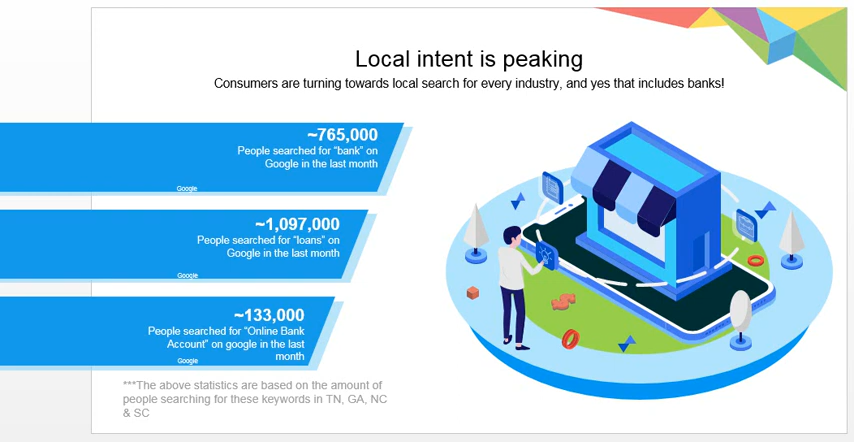 Local intent is peaking
Consumers are turning towards local search for every industry, and yes that includes banks!
~765,000
People searched for “bank” on
Google in the last month
Google
~1,097,000
People searched for “loans” on
Google in the last month
Google
~133,000
People searched for “Online Bank
Account” on google in the last
month
Google
***The above statistics are based on the amount of
people searching for these keywords in TN, GA, NC
& SC